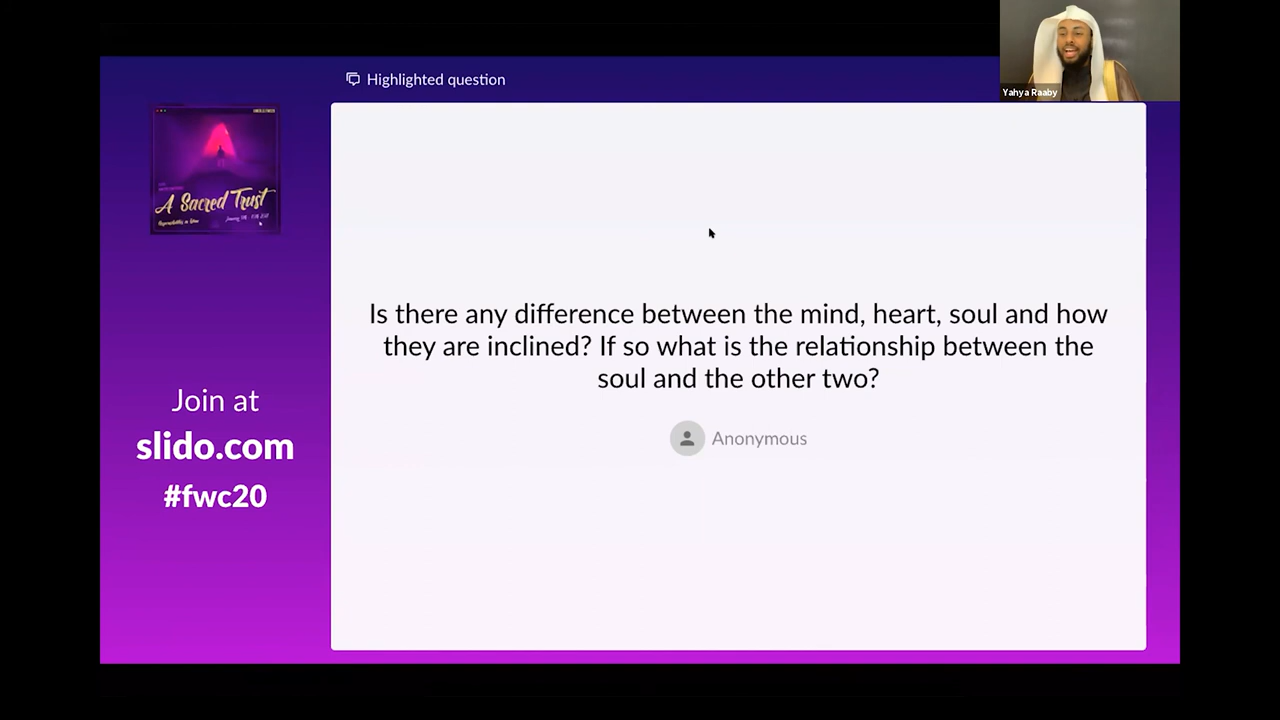 Highlighted question
Yahya Raaby
A Sacred Trust
Is there any difference between the mind, heart, soul and how
they are inclined? If so what is the relationship between the
soul and the other two?
Anonymous
Join at
slido.com
#fwc20